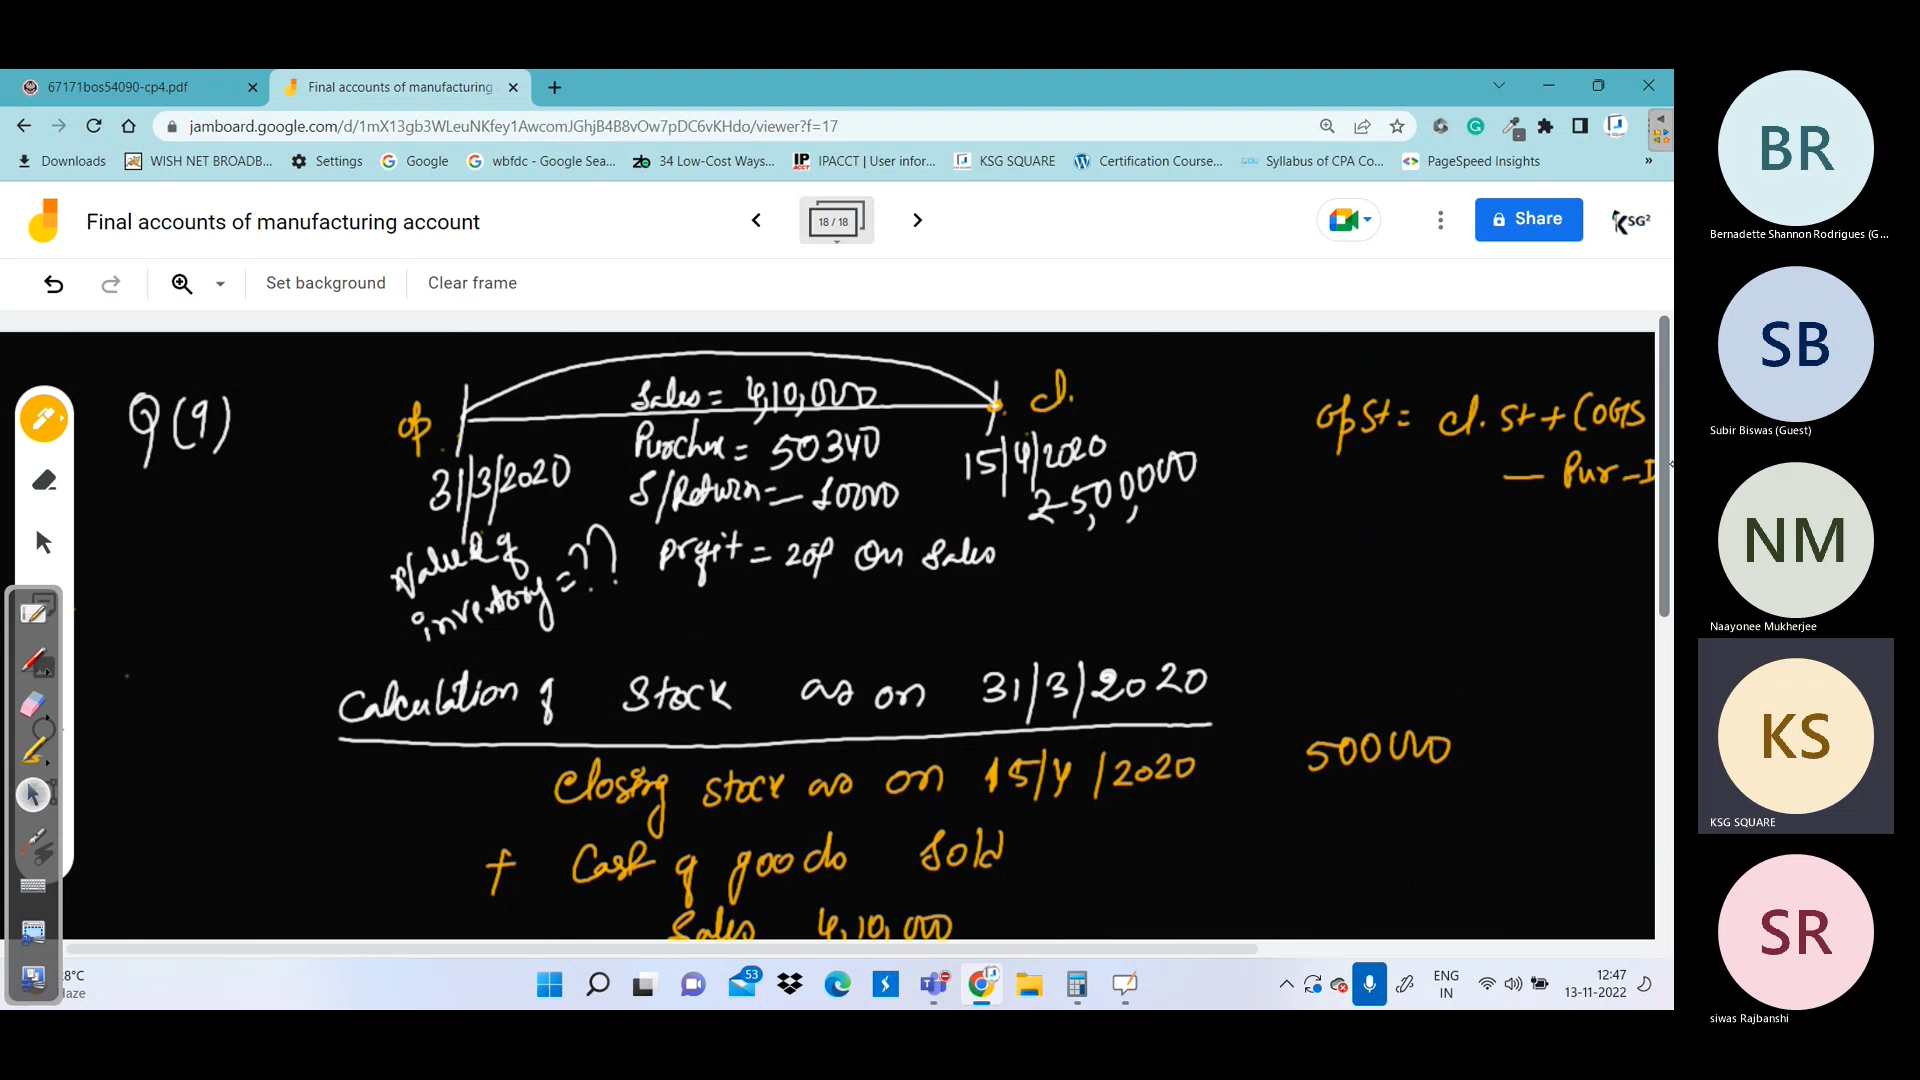 67171bos54090-cp4.pdf
Final accounts of manufacturing
jamboard.google.com/d/1mX13gb3WLeuNKfey1AwcomJGhjB4B8vOw7pDC6vKHdo/viewer?f=17
Downloads WISH NET BROADB... Settings Google wbfdc - Google Sea... 34 Low-Cost Ways... IPACCT | User infor... KSG SQUARE Certification Course... Syllabus of CPA Co... PageSpeed Insights »
Final accounts of manufacturing account
18 / 18
Share
KSG²
Set background Clear frame
Q(9)
op
Sales = 4,10,000
cl.
Purchase = 50340
S/Return = 10000
profit = 20% on sales
31/3/2020
Value of
inventory = ??
15/4/2020
2 5,00,000
op St = cl. St + COGS
— Pur -
Calculation of Stock as on 31/3/2020
Closing stock as on 15/4/2020 500000
+ Cost of goods sold
Sales 4,10,000
BR
Bernadette Shannon Rodrigues (G...
SB
Subir Biswas (Guest)
NM
Naayonee Mukherjee
KS
KSG SQUARE
SR
siwas Rajbanshi
53
ENG
IN
12:47
13-11-2022